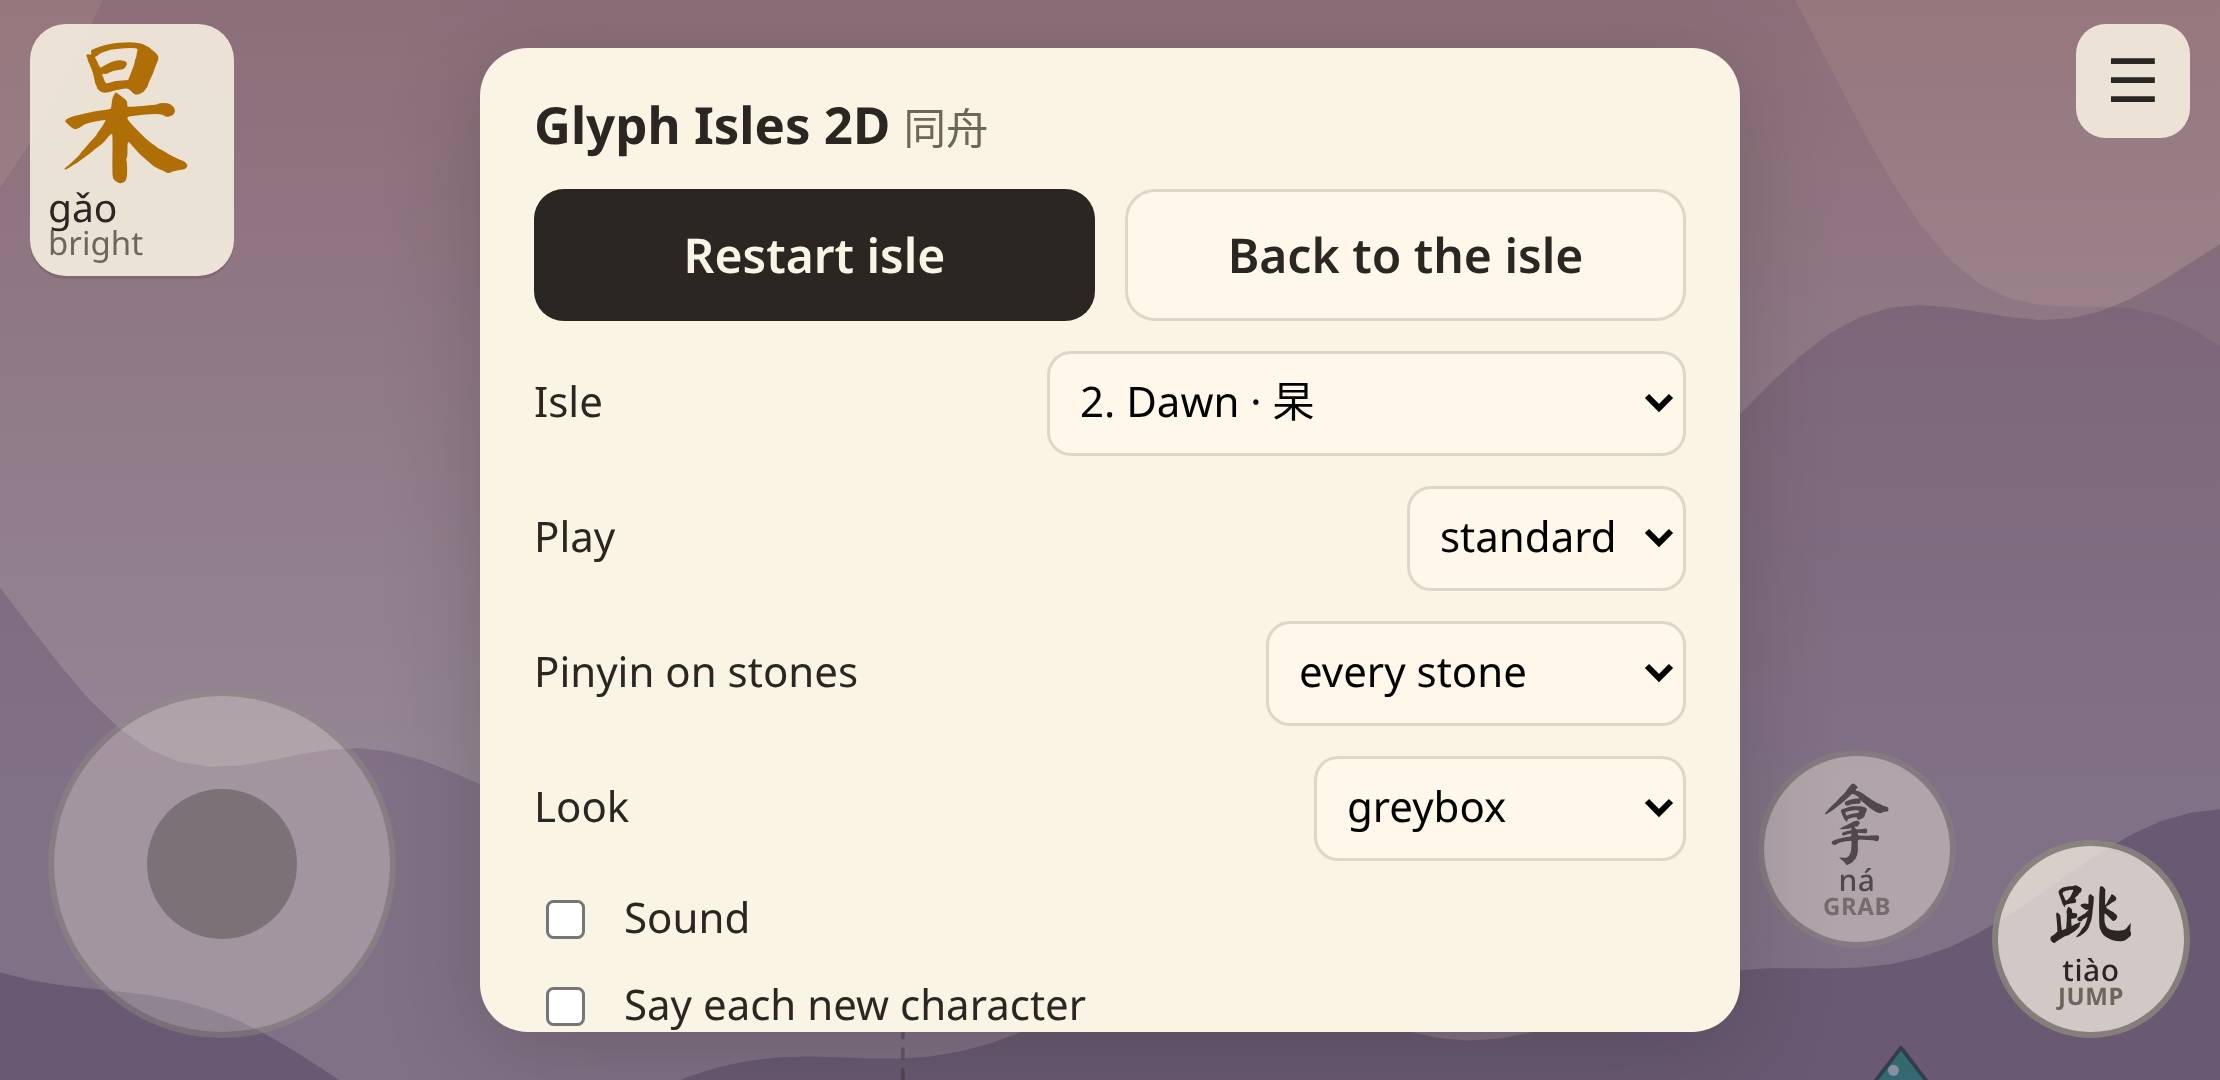 杲
gǎo
bright
☰
Glyph Isles 2D 同舟
Restart isle
Back to the isle
Isle
2. Dawn · 杲
Play
standard
Pinyin on stones
every stone
Look
greybox
Sound
Say each new character
拿
ná
GRAB
跳
tiào
JUMP